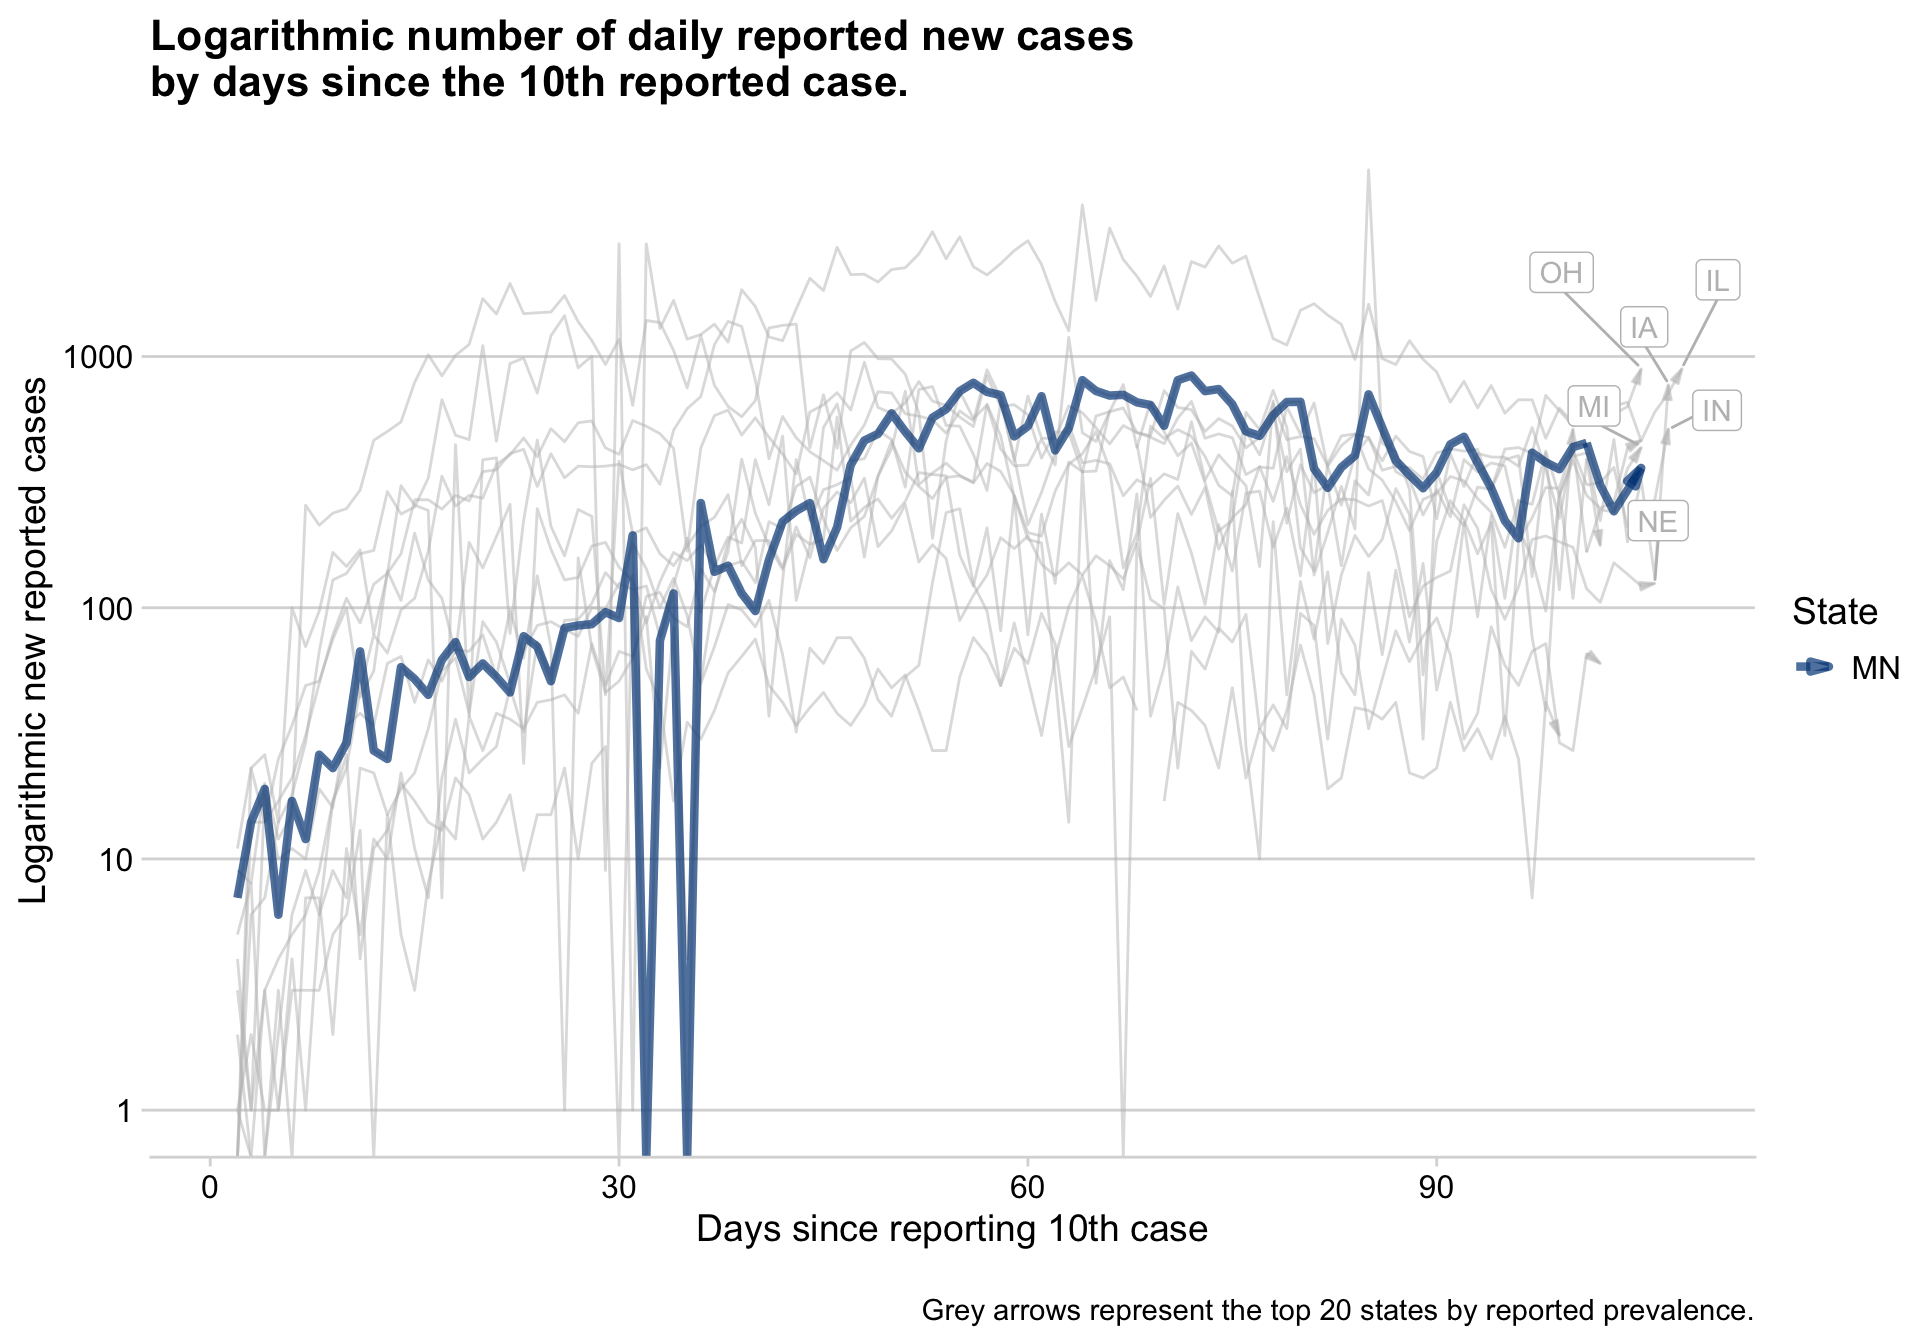 Logarithmic number of daily reported new cases
by days since the 10th reported case.
Logarithmic new reported cases
1000
100
10
1
OH
IL
IA
MI
IN
NE
State
MN
0
30
60
90
Days since reporting 10th case
Grey arrows represent the top 20 states by reported prevalence.